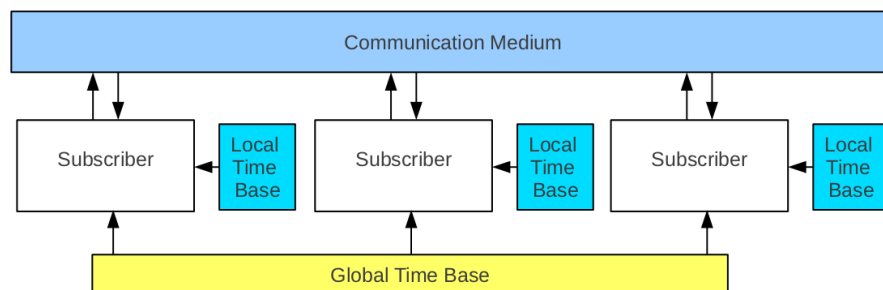 Communication Medium
Subscriber
Local
Time
Base
Subscriber
Local
Time
Base
Subscriber
Local
Time
Base
Global Time Base